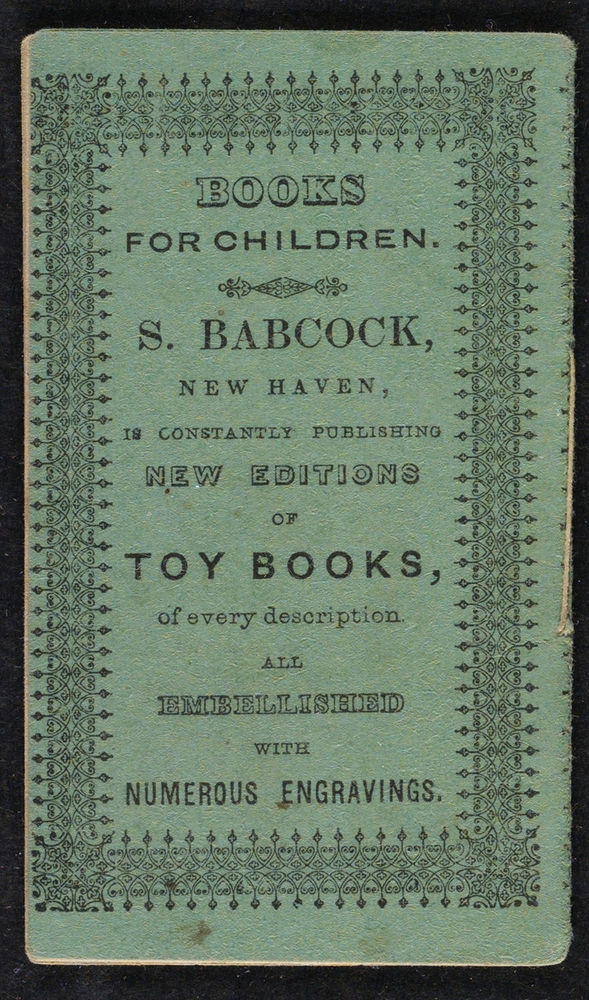 BOOKS
FOR CHILDREN.
S. BABCOCK,
NEW HAVEN,
IS CONSTANTLY PUBLISHING
NEW EDITIONS
OF
TOY BOOKS,
of every description.
ALL
EMBELLISHED
WITH
NUMEROUS ENGRAVINGS.